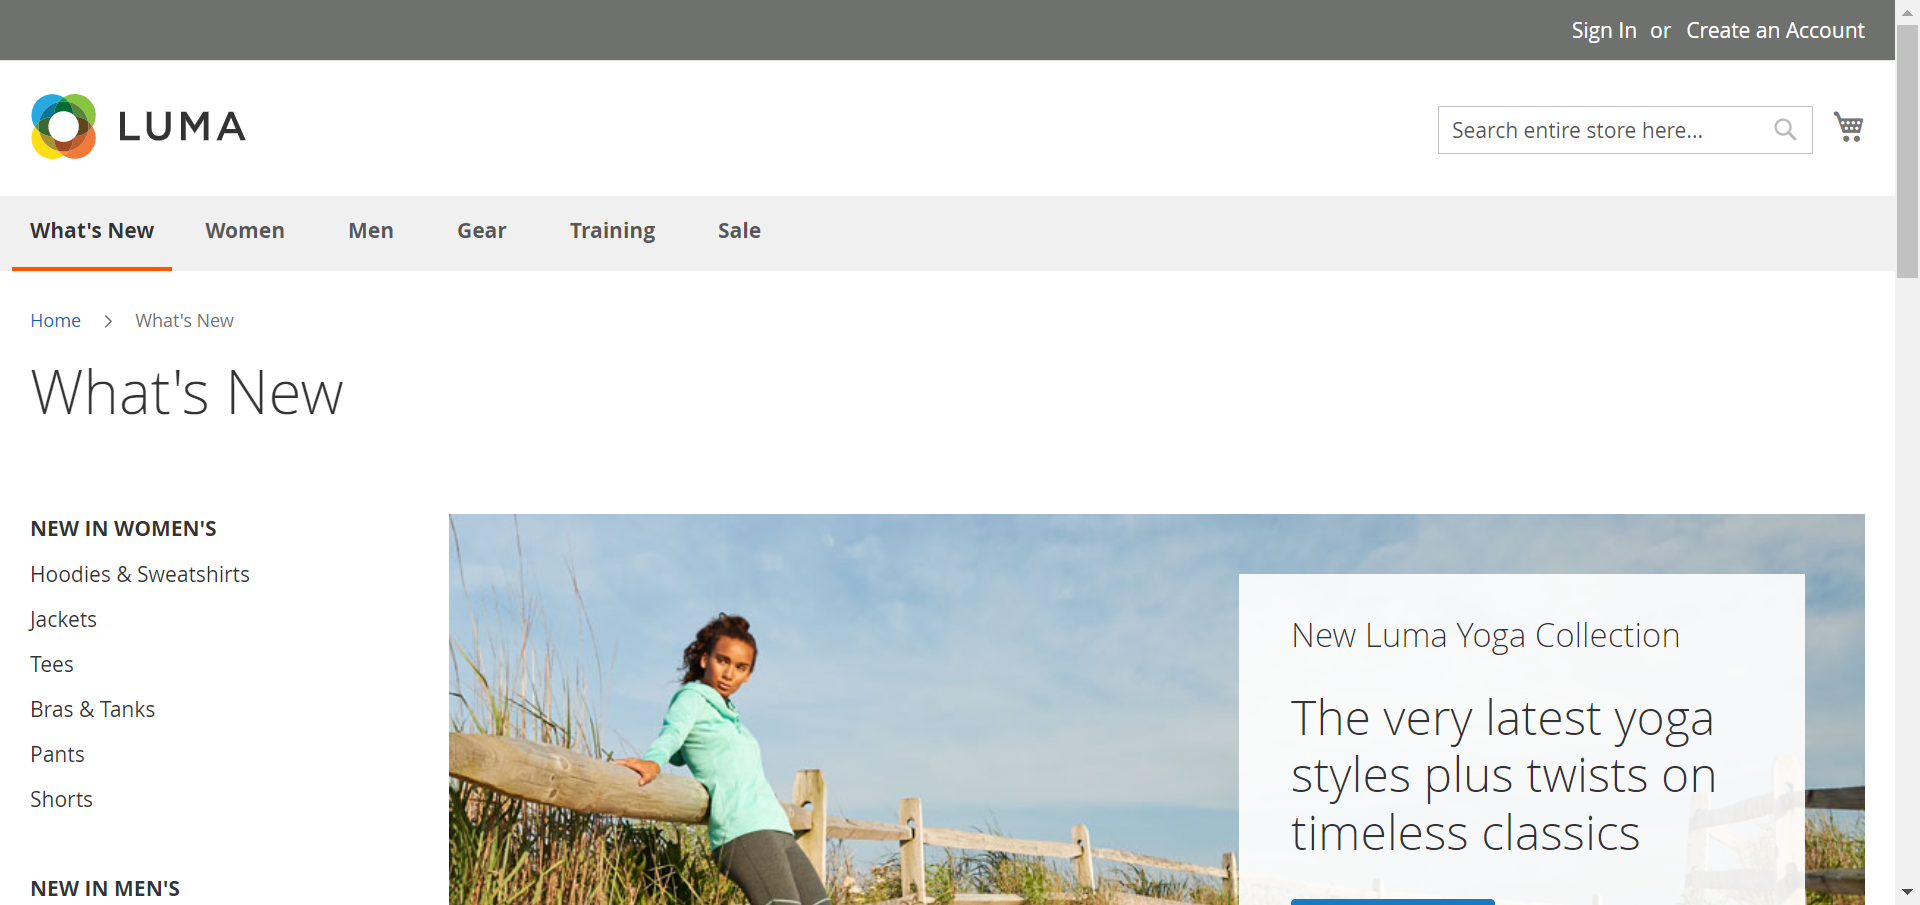 Sign In or Create an Account
LUMA
Search entire store here...
What's New Women Men Gear Training Sale
Home What's New
What's New
NEW IN WOMEN'S
Hoodies & Sweatshirts
Jackets
Tees
Bras & Tanks
Pants
Shorts
NEW IN MEN'S
New Luma Yoga Collection
The very latest yoga
styles plus twists on
timeless classics